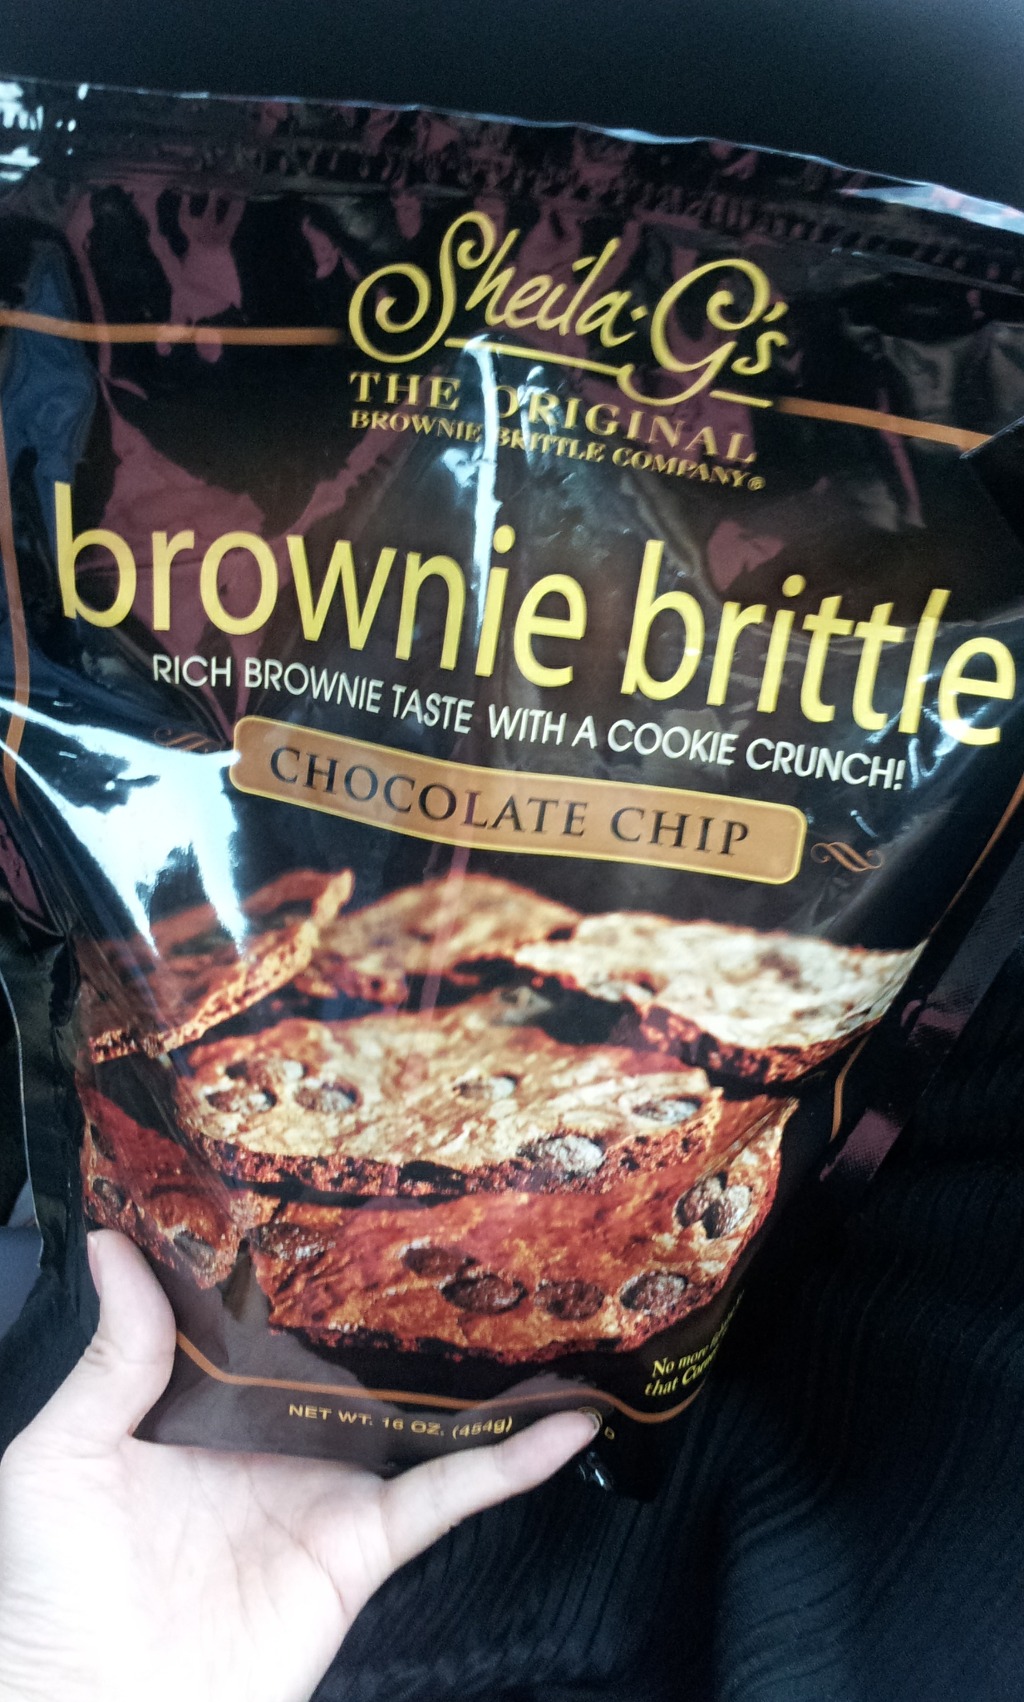 Sheila G's
THE ORIGINAL
BROWNIE BRITTLE COMPANY®
brownie brittle
RICH BROWNIE TASTE WITH A COOKIE CRUNCH!
CHOCOLATE CHIP
No more
that
NET WT. 16 OZ. (454g)
D